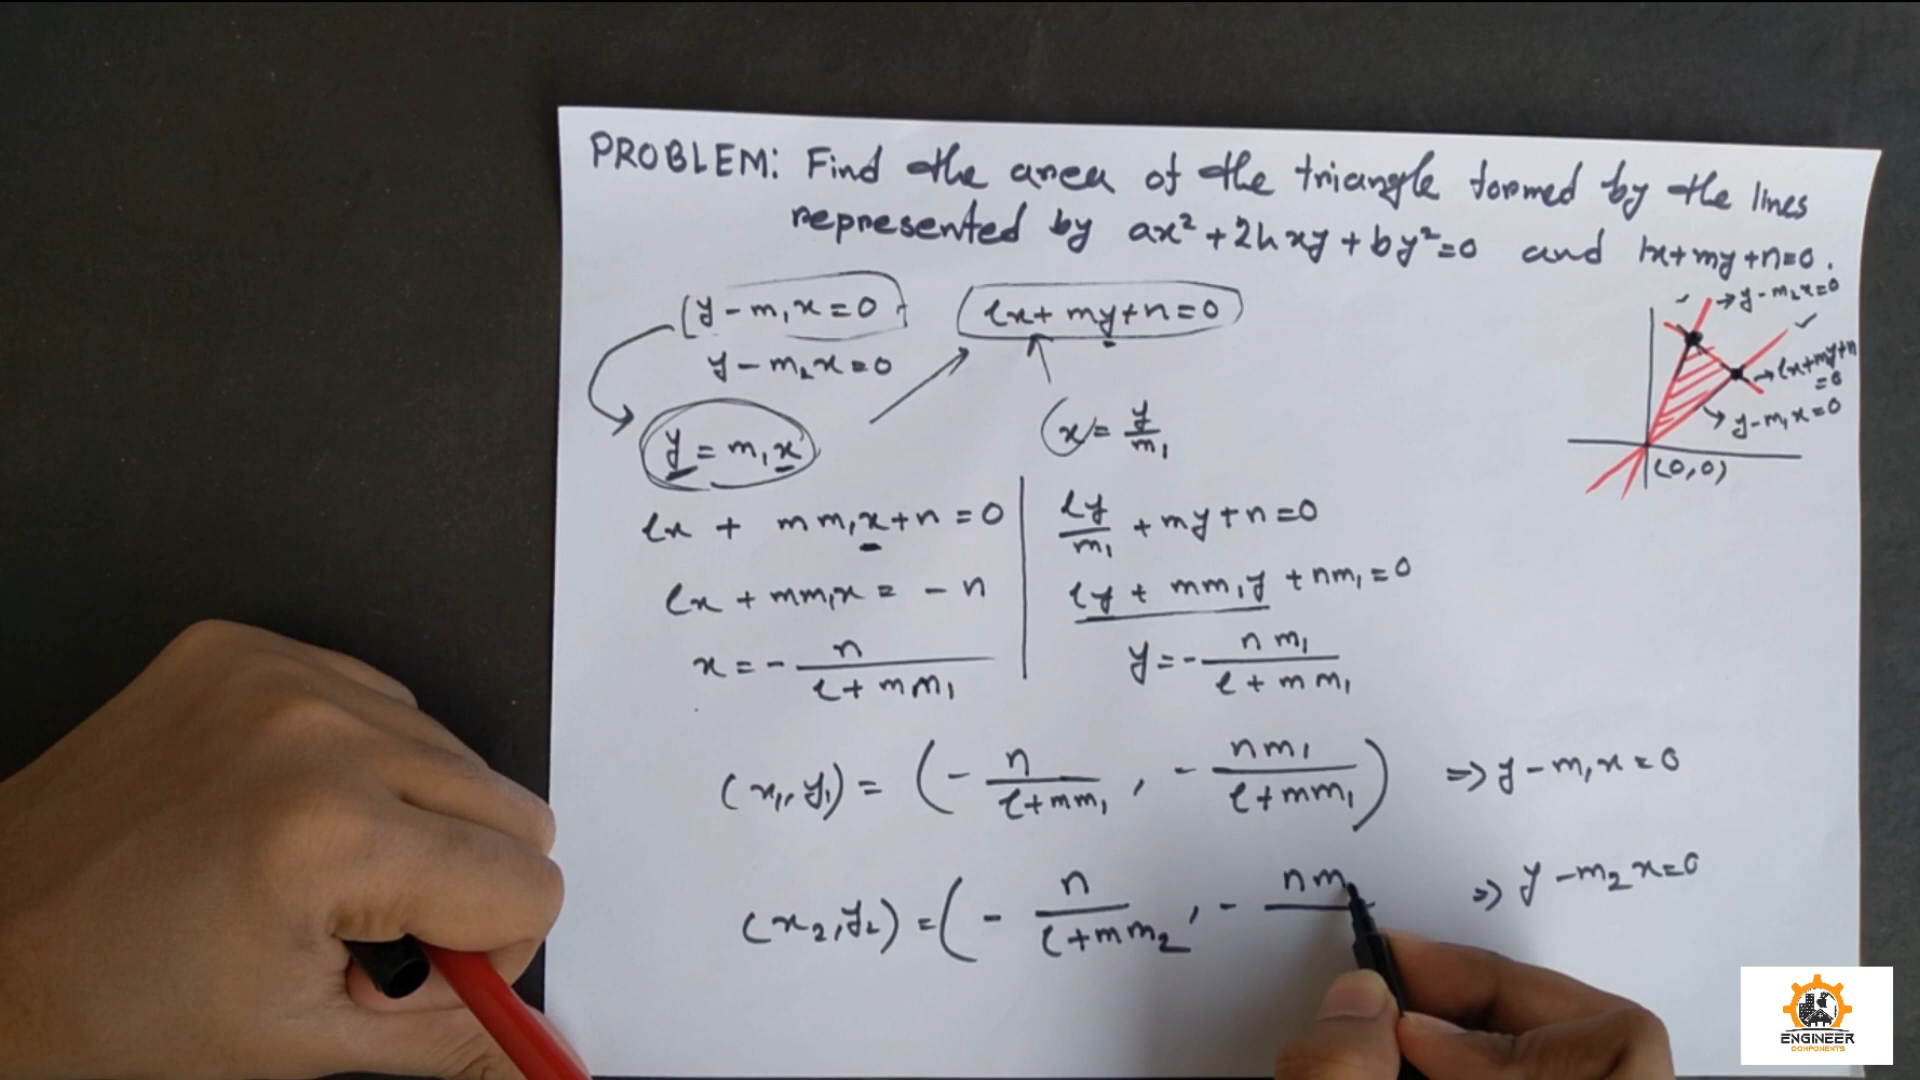 PROBLEM: Find the area of the triangle formed by the lines
represented by ax²+2hxy+by²=0 and lx+my+n=0.
y-m₁x=0
lx+my+n=0
y-m₂x=0
y=m₁x
x=y/m₁
lx + mm₁x+n=0
ly/m₁ +my+n=0
lx+mm₁x= -n
ly+mm₁y+nm₁=0
x=- n/l+mm₁
y=- nm₁/l+mm₁
(x₁,y₁)=(- n/l+mm₁, - nm₁/l+mm₁) ⇒y-m₁x=0
(x₂,y₂)=(- n/l+mm₂, - nm ⇒y-m₂x=0
→y-m₂x=0
→lx+my+n
=0
→y-m₁x=0
(0,0)
ENGINEER
COMPONENTS